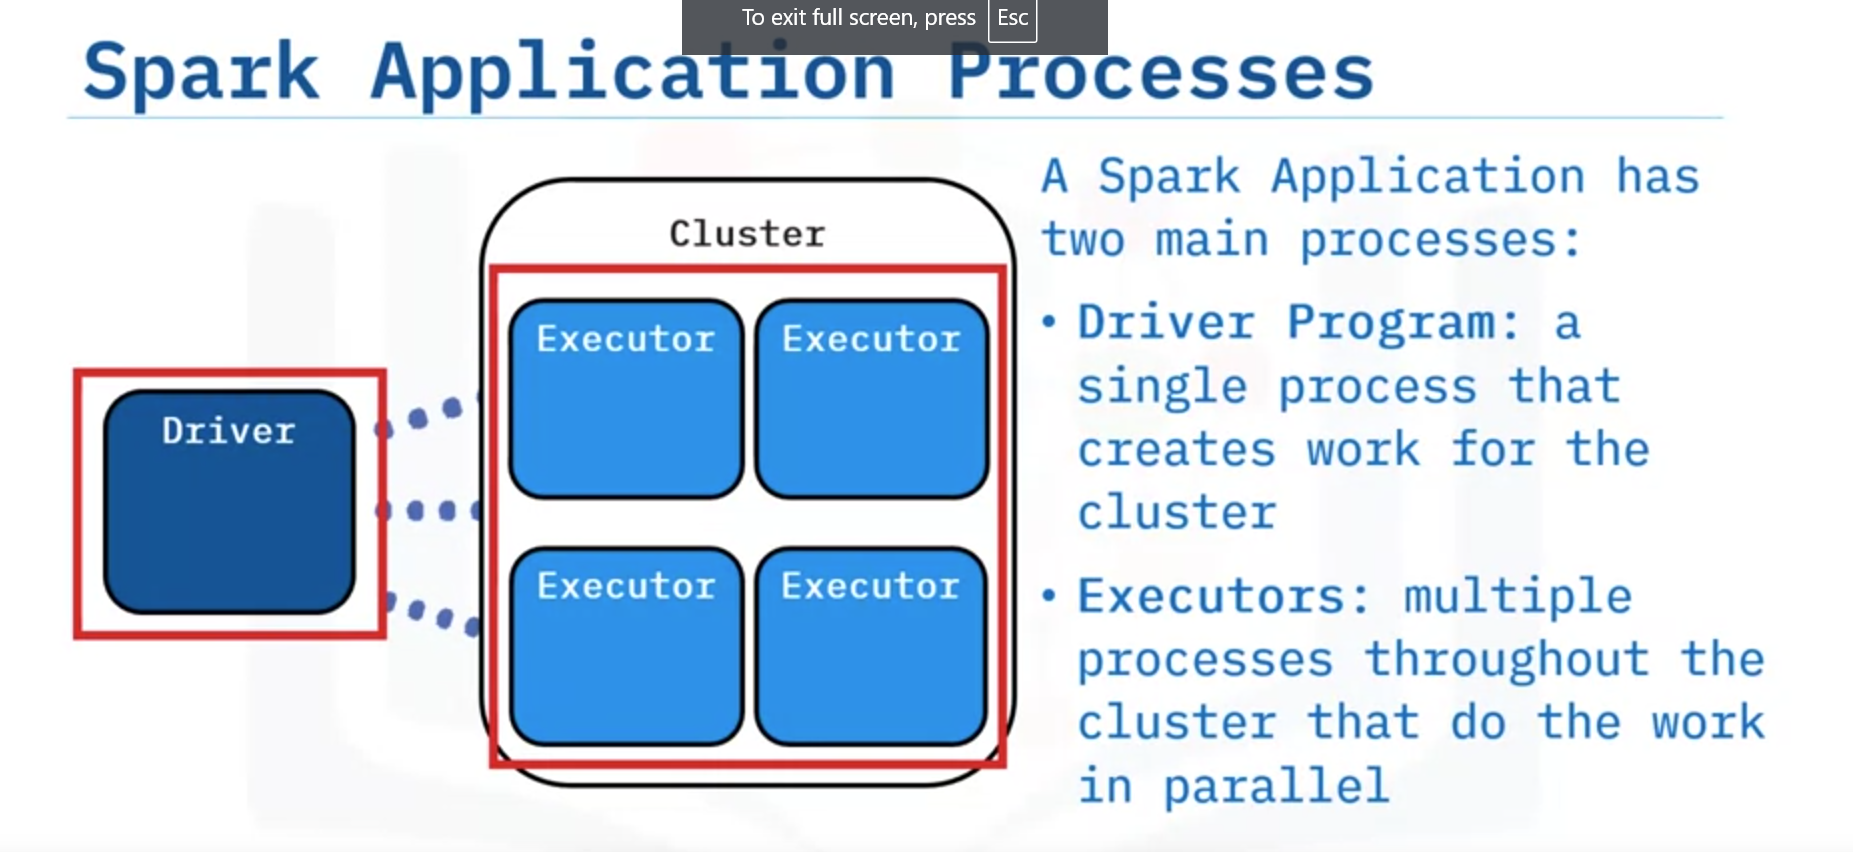 To exit full screen, press Esc
Spark Application Processes
Cluster
Executor Executor
Driver
Executor Executor
A Spark Application has
two main processes:
• Driver Program: a
single process that
creates work for the
cluster
• Executors: multiple
processes throughout the
cluster that do the work
in parallel